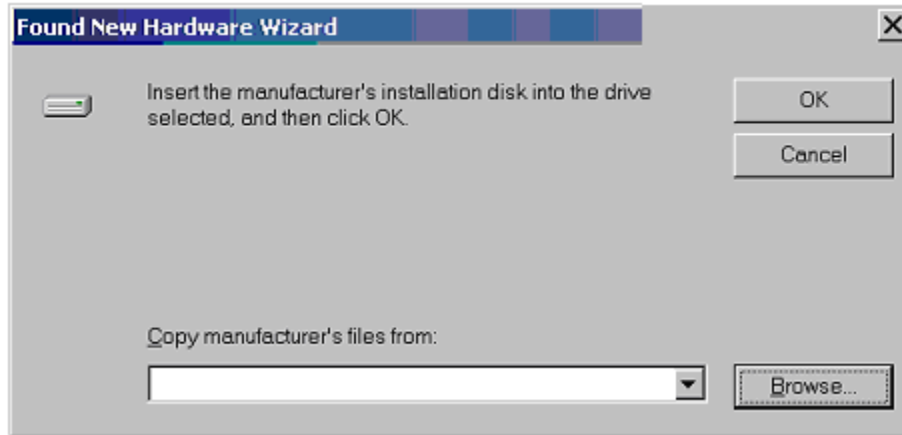 Found New Hardware Wizard
Insert the manufacturer's installation disk into the drive
selected, and then click OK.
OK
Cancel
Copy manufacturer's files from:
Browse...